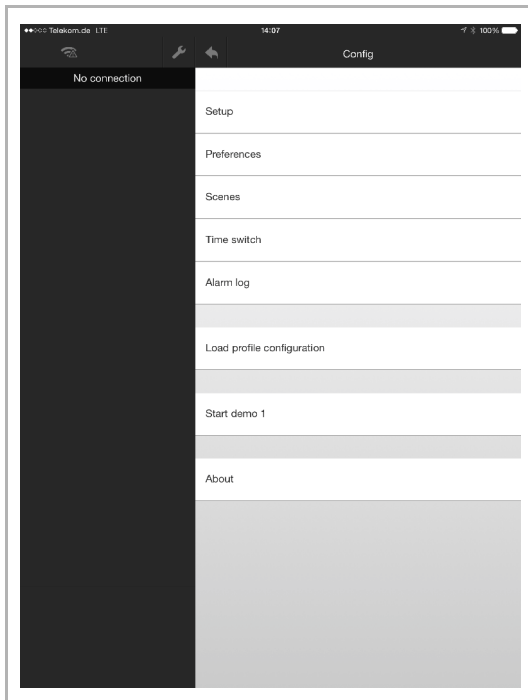 Telekom.de LTE 14:07 100%
Config
No connection
Setup
Preferences
Scenes
Time switch
Alarm log
Load profile configuration
Start demo 1
About